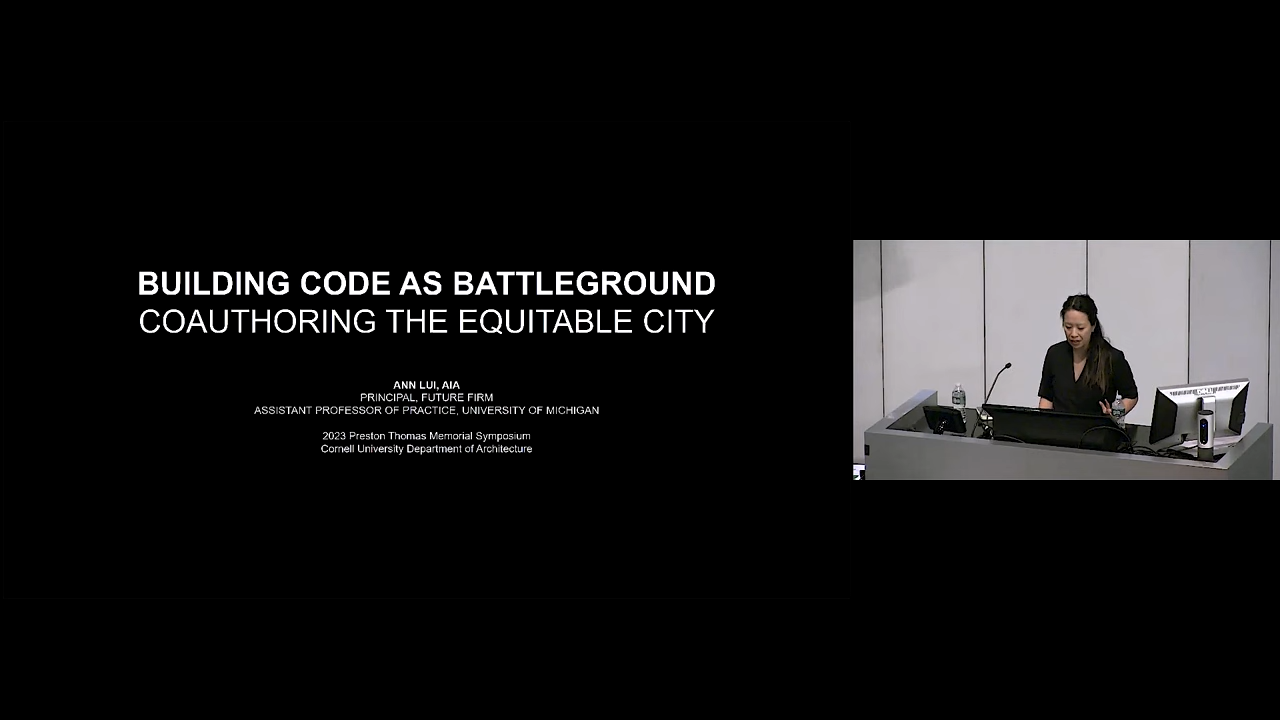 BUILDING CODE AS BATTLEGROUND
COAUTHORING THE EQUITABLE CITY
ANN LUI, AIA
PRINCIPAL, FUTURE FIRM
ASSISTANT PROFESSOR OF PRACTICE, UNIVERSITY OF MICHIGAN
2023 Preston Thomas Memorial Symposium
Cornell University Department of Architecture